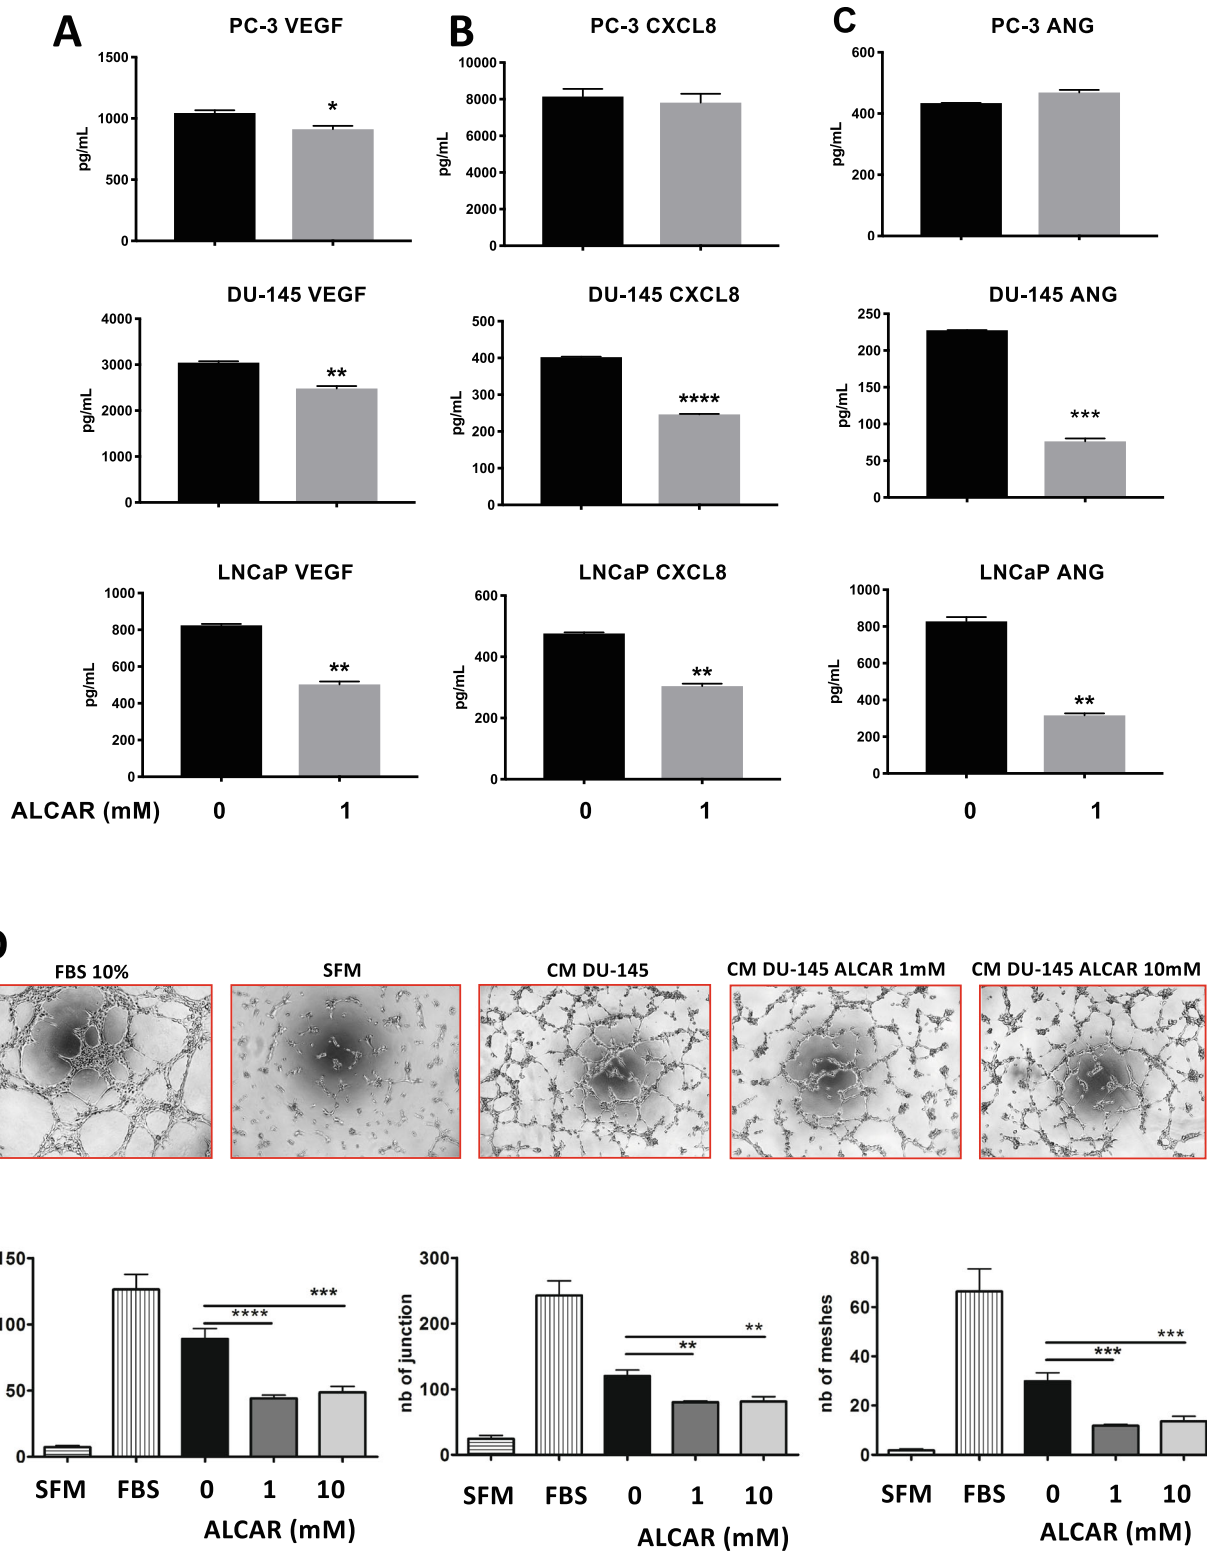 A
PC-3 VEGF
B
PC-3 CXCL8
C
PC-3 ANG
1500
1000
500
0
pg/mL
*
10000
8000
6000
4000
2000
0
pg/mL
600
400
200
0
pg/mL
DU-145 VEGF
DU-145 CXCL8
DU-145 ANG
4000
3000
2000
1000
0
pg/mL
**
500
400
300
200
100
0
pg/mL
****
250
200
150
100
50
0
pg/mL
***
LNCaP VEGF
LNCaP CXCL8
LNCaP ANG
1000
800
600
400
200
0
pg/mL
**
600
400
200
0
pg/mL
**
1000
800
600
400
200
0
pg/mL
**
ALCAR (mM) 0 1 0 1 0 1
D
FBS 10%
SFM
CM DU-145
CM DU-145 ALCAR 1mM
CM DU-145 ALCAR 10mM
150
100
50
0
****
***
SFM FBS 0 1 10
ALCAR (mM)
nb of junction
300
200
100
0
**
**
SFM FBS 0 1 10
ALCAR (mM)
nb of meshes
80
60
40
20
0
***
***
SFM FBS 0 1 10
ALCAR (mM)